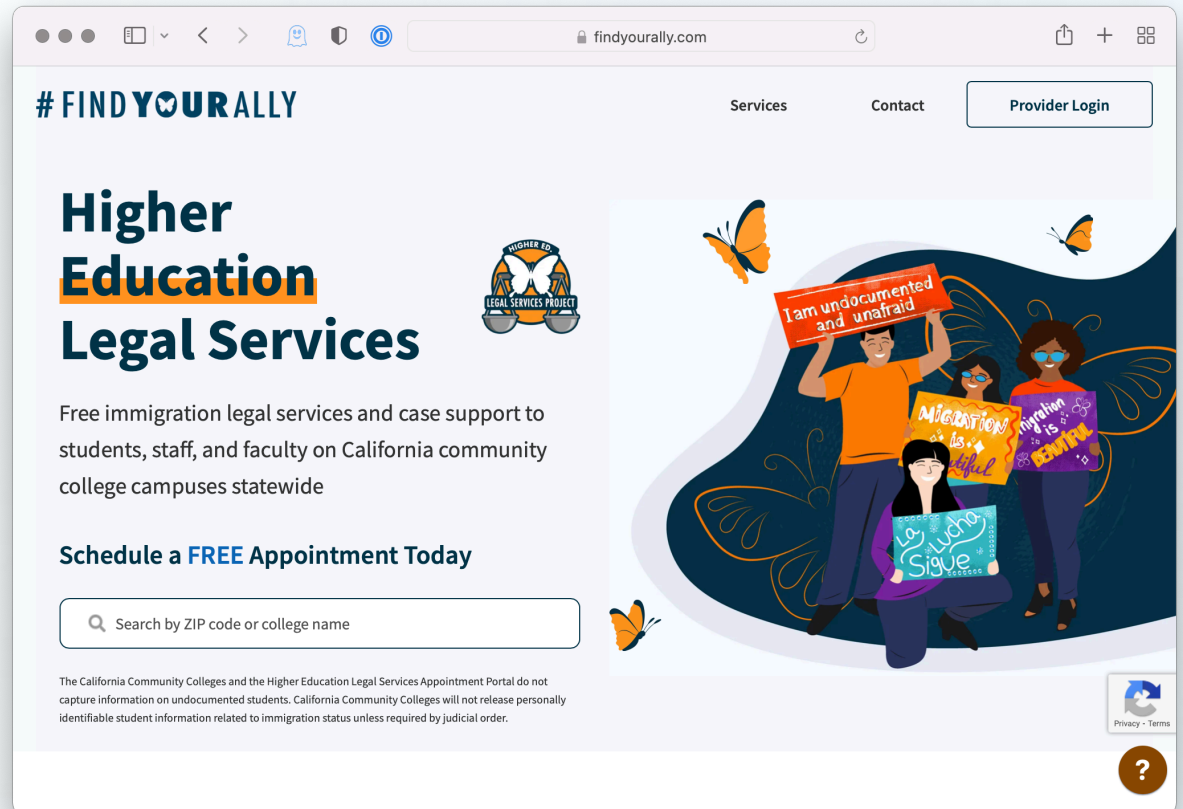 findyourally.com
#FINDYOURALLY
Services
Contact
Provider Login
Higher
Education
Legal Services
HIGHER ED.
LEGAL SERVICES PROJECT
Free immigration legal services and case support to
students, staff, and faculty on California community
college campuses statewide
Schedule a FREE Appointment Today
Search by ZIP code or college name
The California Community Colleges and the Higher Education Legal Services Appointment Portal do not
capture information on undocumented students. California Community Colleges will not release personally
identifiable student information related to immigration status unless required by judicial order.
I am undocumented
and unafraid
MIGRATION
is
tiful
igration
is
BEAUTIFUL
La Lucha
Sigue
Privacy - Terms
?